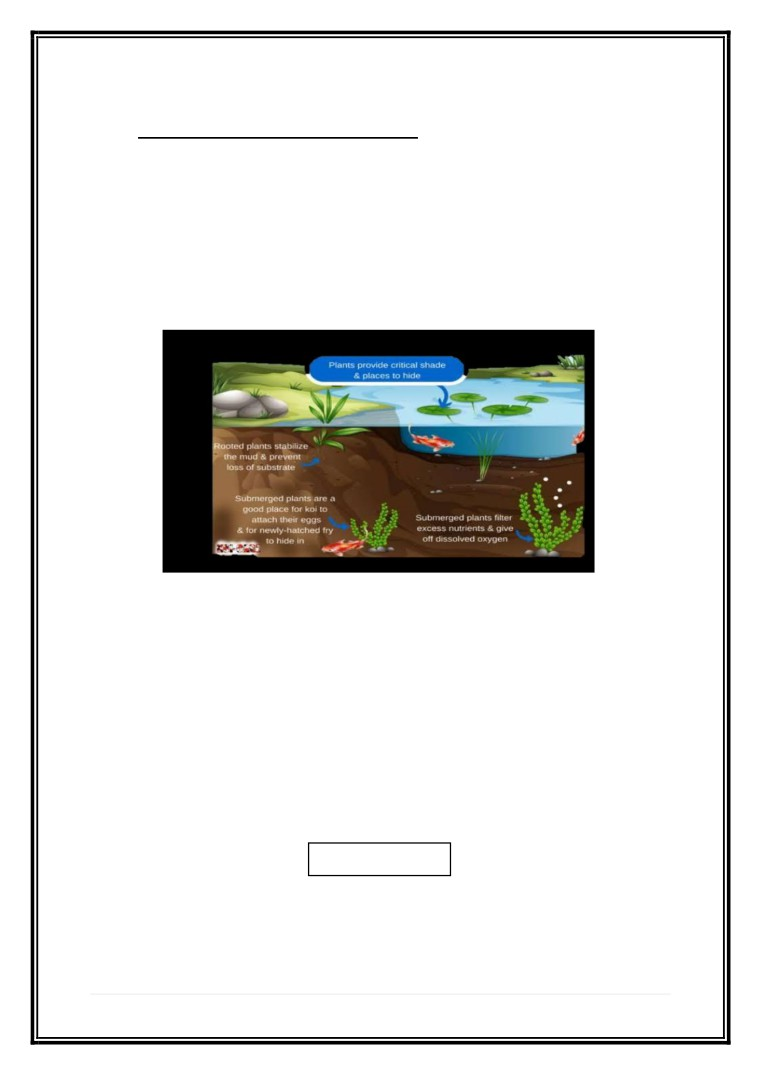 Plants provide critical shade
& places to hide
Rooted plants stabilize
the mud & prevent
loss of substrate
Submerged plants are a
good place for koi to
attach their eggs
& for newly-hatched fry
to hide in
Submerged plants filter
excess nutrients & give
off dissolved oxygen